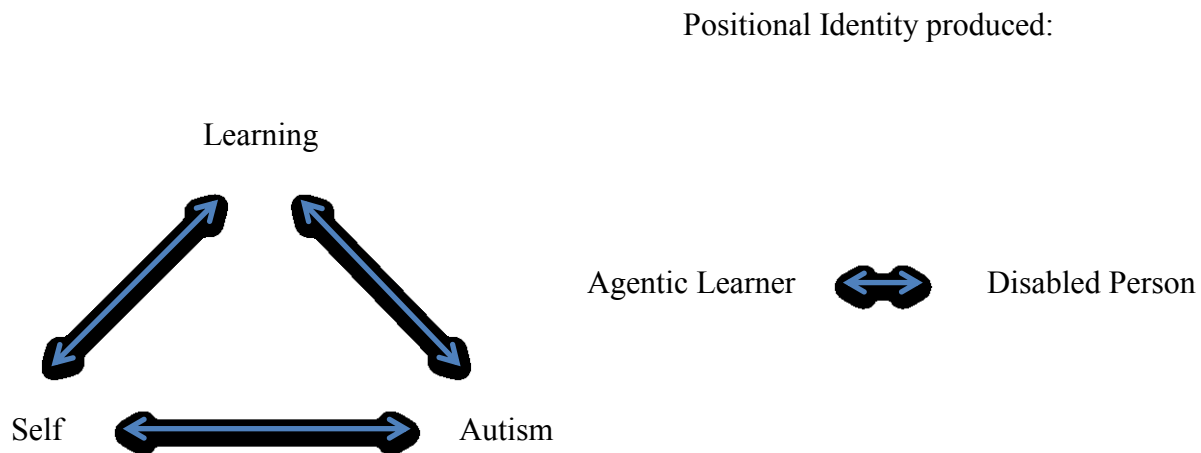 Positional Identity produced:
Learning
Agentic Learner Disabled Person
Self Autism